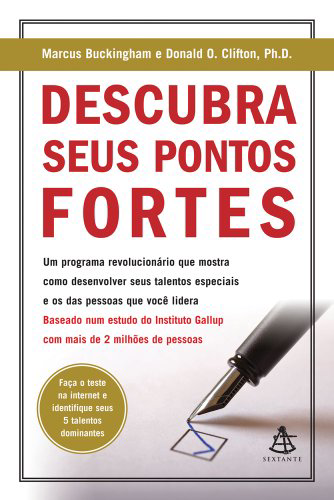 Marcus Buckingham e Donald O. Clifton, Ph.D.
DESCUBRA
SEUS PONTOS
FORTES
Um programa revolucionário que mostra
como desenvolver seus talentos especiais
e os das pessoas que você lidera
Baseado num estudo do Instituto Gallup
com mais de 2 milhões de pessoas
Faça o teste
na internet e
identifique seus
5 talentos
dominantes
SEXTANTE